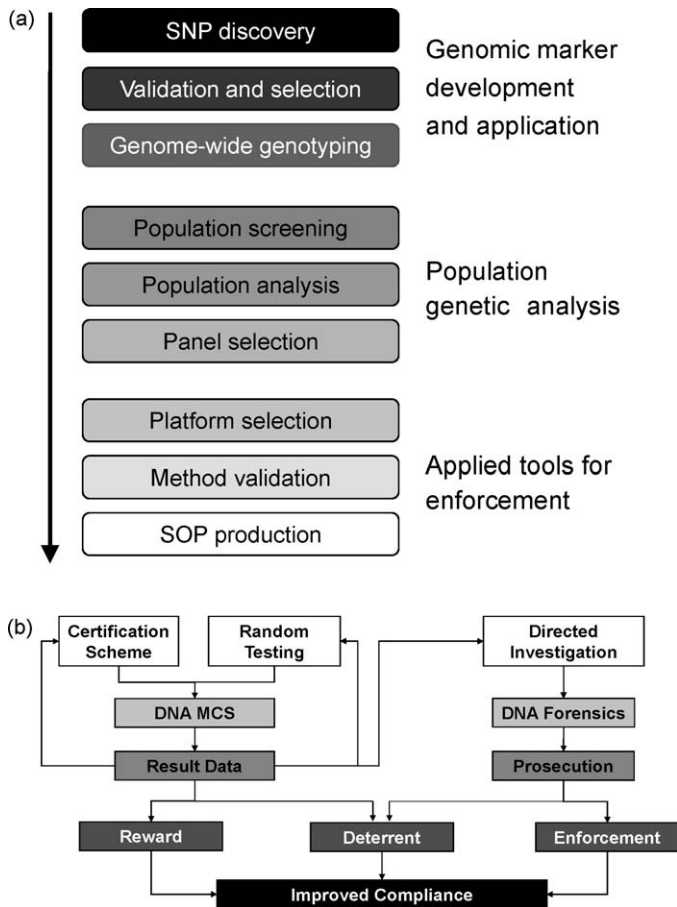 (a)
SNP discovery
Validation and selection
Genome-wide genotyping
Genomic marker
development
and application
Population screening
Population analysis
Panel selection
Population
genetic analysis
Platform selection
Method validation
SOP production
Applied tools for
enforcement
(b)
Certification
Scheme
Random
Testing
Directed
Investigation
DNA MCS
DNA Forensics
Result Data
Prosecution
Reward
Deterrent
Enforcement
Improved Compliance